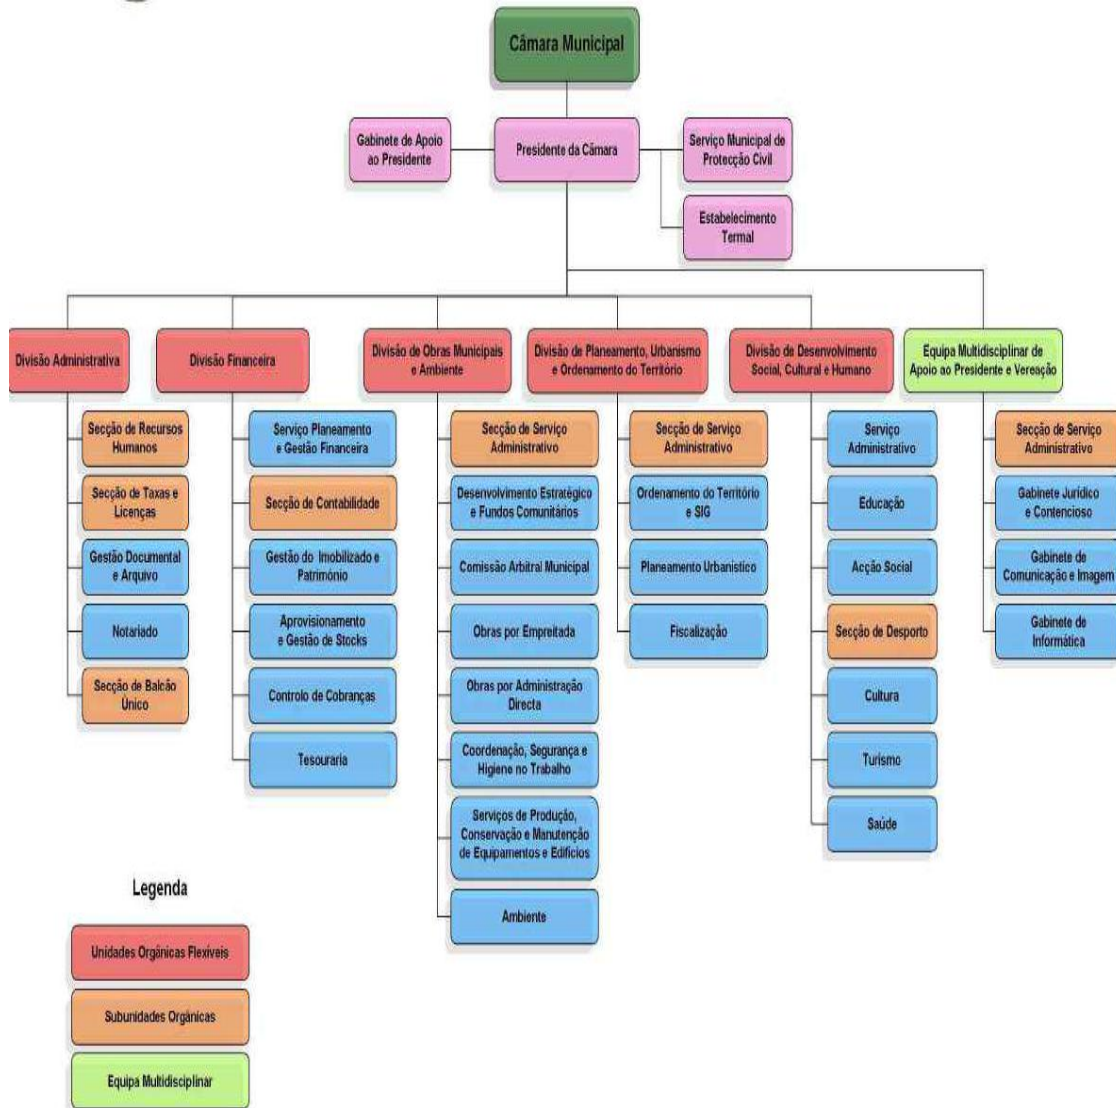 Câmara Municipal
Gabinete de Apoio
ao Presidente
Presidente da Câmara
Serviço Municipal de
Protecção Civil
Estabelecimento
Termal
Divisão Administrativa
Secção de Recursos
Humanos
Secção de Taxas e
Licenças
Gestão Documental
e Arquivo
Notariado
Secção de Balcão
Único
Divisão Financeira
Serviço Planeamento
e Gestão Financeira
Secção de Contabilidade
Gestão do Imobilizado e
Património
Aprovisionamento
e Gestão de Stocks
Controlo de Cobranças
Tesouraria
Divisão de Obras Municipais
e Ambiente
Secção de Serviço
Administrativo
Desenvolvimento Estratégico
e Fundos Comunitários
Comissão Arbitral Municipal
Obras por Empreitada
Obras por Administração
Directa
Coordenação, Segurança e
Higiene no Trabalho
Serviços de Produção,
Conservação e Manutenção
de Equipamentos e Edifícios
Ambiente
Divisão de Planeamento, Urbanismo
e Ordenamento do Território
Secção de Serviço
Administrativo
Ordenamento do Território
e SIG
Planeamento Urbanístico
Fiscalização
Divisão de Desenvolvimento
Social, Cultural e Humano
Serviço
Administrativo
Educação
Acção Social
Secção de Desporto
Cultura
Turismo
Saúde
Equipa Multidisciplinar de
Apoio ao Presidente e Vereação
Secção de Serviço
Administrativo
Gabinete Jurídico
e Contencioso
Gabinete de
Comunicação e Imagem
Gabinete de
Informática
Legenda
Unidades Orgânicas Flexíveis
Subunidades Orgânicas
Equipa Multidisciplinar